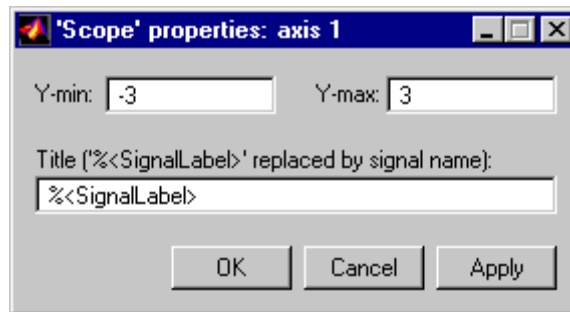 'Scope' properties: axis 1
Y-min: -3 Y-max: 3
Title ('%<SignalLabel>' replaced by signal name):
%<SignalLabel>
OK Cancel Apply